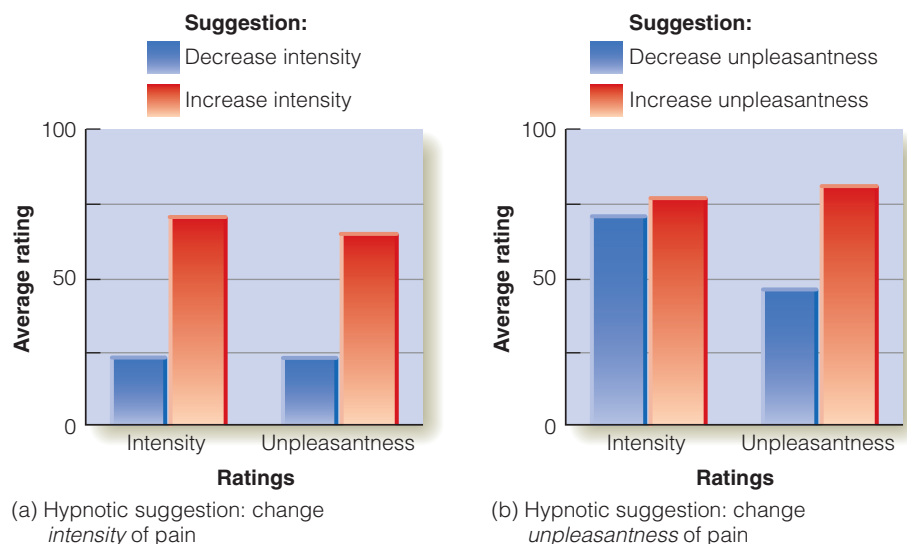 Suggestion:
Decrease intensity
Increase intensity
100
50
0
Average rating
Intensity Unpleasantness
Ratings
(a) Hypnotic suggestion: change
intensity of pain
Suggestion:
Decrease unpleasantness
Increase unpleasantness
100
50
0
Average rating
Intensity Unpleasantness
Ratings
(b) Hypnotic suggestion: change
unpleasantness of pain